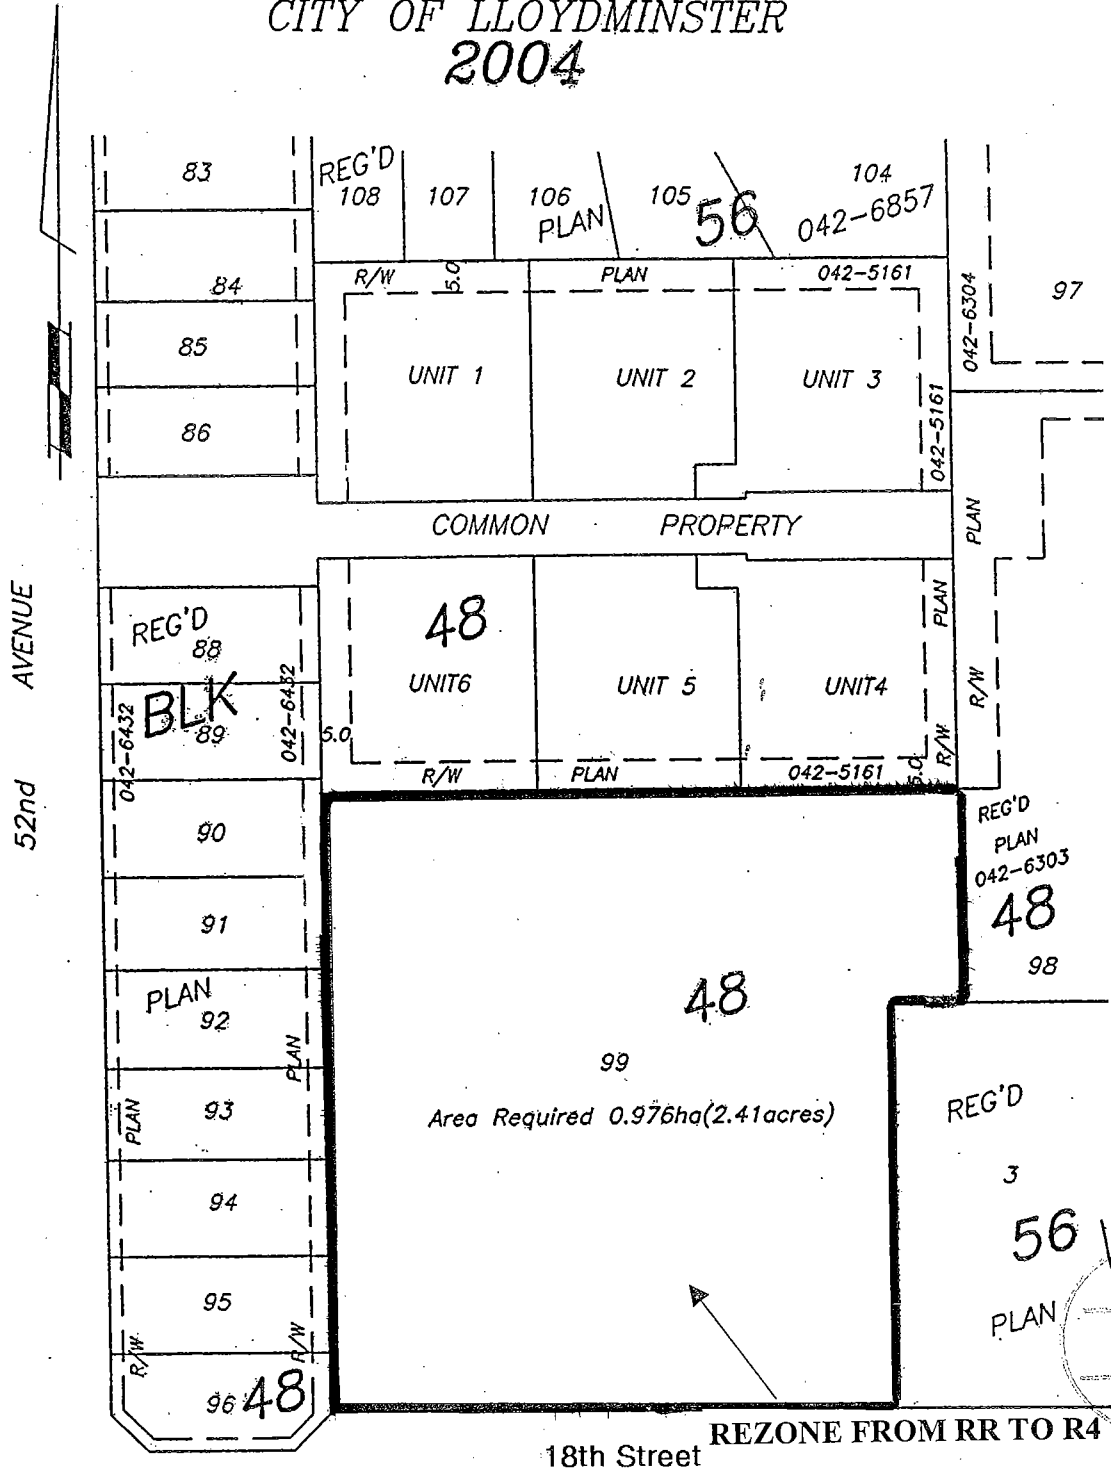 CITY OF LLOYDMINSTER
2004
83
84
85
86
REG'D
108
107
106
105
104
PLAN
56
042-6857
R/W
5.0
PLAN
042-5161
042-6304
97
UNIT 1
UNIT 2
UNIT 3
042-5161
COMMON PROPERTY
PLAN
52nd AVENUE
REG'D
88
BLK
89
042-6432
042-6432
48
UNIT6
UNIT 5
UNIT4
PLAN
R/W
R/W
5.0
R/W
PLAN
042-5161
5.0
REG'D
PLAN
042-6303
48
98
90
91
PLAN
92
PLAN
93
PLAN
94
95
R/W
R/W
96
48
48
99
Area Required 0.976ha(2.41acres)
REG'D
3
56
PLAN
REZONE FROM RR TO R4
18th Street